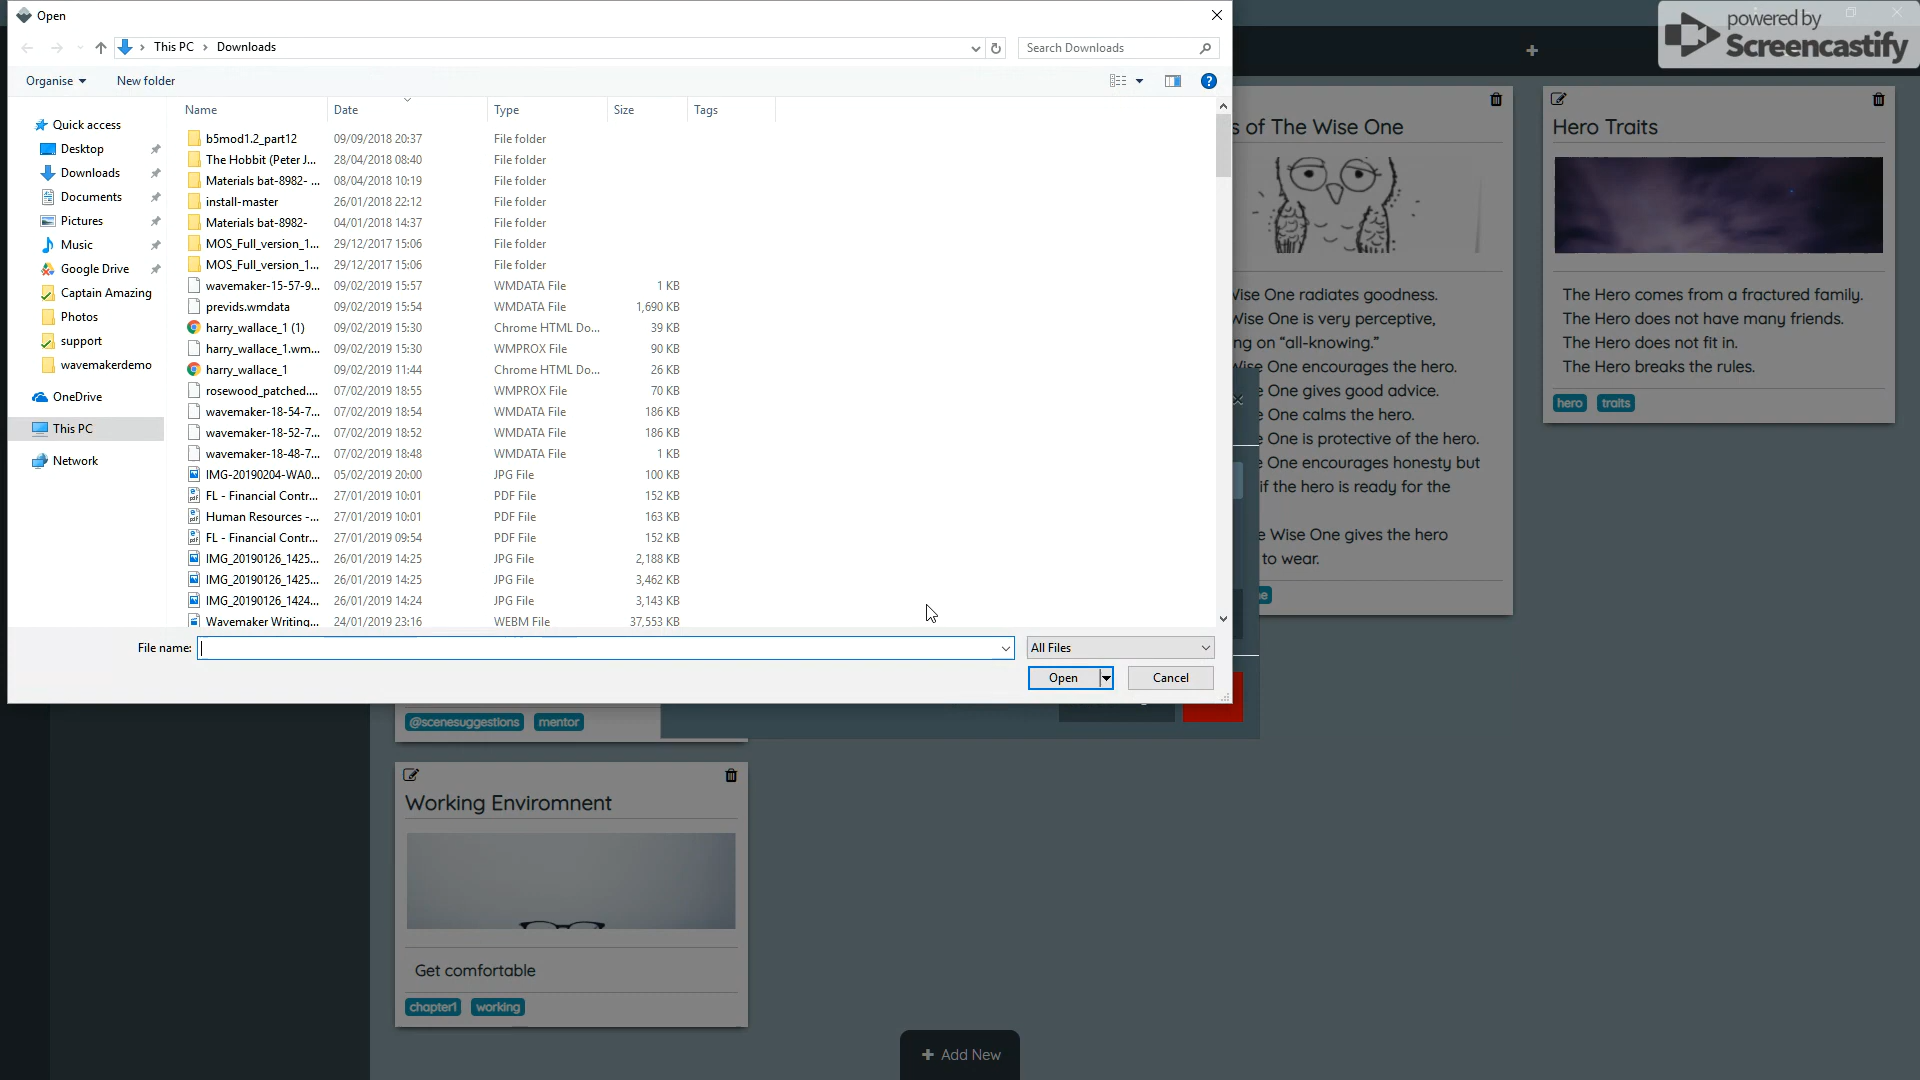 Open
powered by
Screencastify
This PC
Downloads
Search Downloads
Organise
New folder
Name
Date
Type
Size
Tags
Quick access
Desktop
Downloads
Documents
Pictures
Music
Google Drive
Captain Amazing
Photos
support
wavemakerdemo
OneDrive
This PC
Network
b5mod1.2_part12 09/09/2018 20:37 File folder
The Hobbit (Peter J... 28/04/2018 08:40 File folder
Materials bat-8982- ... 08/04/2018 10:19 File folder
install-master 26/01/2018 22:12 File folder
Materials bat-8982- 04/01/2018 14:37 File folder
MOS_Full_version_1... 29/12/2017 15:06 File folder
MOS_Full_version_1... 29/12/2017 15:06 File folder
wavemaker-15-57-9... 09/02/2019 15:57 WMDATA File 1 KB
previds.wmdata 09/02/2019 15:54 WMDATA File 1,690 KB
harry_wallace_1 (1) 09/02/2019 15:30 Chrome HTML Do... 39 KB
harry_wallace_1.wm... 09/02/2019 15:30 WMPROX File 90 KB
harry_wallace_1 09/02/2019 11:44 Chrome HTML Do... 26 KB
rosewood_patched.... 07/02/2019 18:55 WMPROX File 70 KB
wavemaker-18-54-7... 07/02/2019 18:54 WMDATA File 186 KB
wavemaker-18-52-7... 07/02/2019 18:52 WMDATA File 186 KB
wavemaker-18-48-7... 07/02/2019 18:48 WMDATA File 1 KB
IMG-20190204-WA0... 05/02/2019 20:00 JPG File 100 KB
FL - Financial Contr... 27/01/2019 10:01 PDF File 152 KB
Human Resources -... 27/01/2019 10:01 PDF File 163 KB
FL - Financial Contr... 27/01/2019 09:54 PDF File 152 KB
IMG_20190126_1425... 26/01/2019 14:25 JPG File 2,188 KB
IMG_20190126_1425... 26/01/2019 14:25 JPG File 3,462 KB
IMG_20190126_1424... 26/01/2019 14:24 JPG File 3,143 KB
Wavemaker Writing... 24/01/2019 23:16 WEBM File 37,553 KB
File name:
All Files
Open
Cancel
s of The Wise One
Wise One radiates goodness.
Wise One is very perceptive,
ng on “all-knowing.”
Wise One encourages the hero.
e One gives good advice.
e One calms the hero.
e One is protective of the hero.
e One encourages honesty but
if the hero is ready for the
e Wise One gives the hero
to wear.
Hero Traits
The Hero comes from a fractured family.
The Hero does not have many friends.
The Hero does not fit in.
The Hero breaks the rules.
hero traits
@scenesuggestions mentor
Working Enviromnent
Get comfortable
chapter1 working
+ Add New